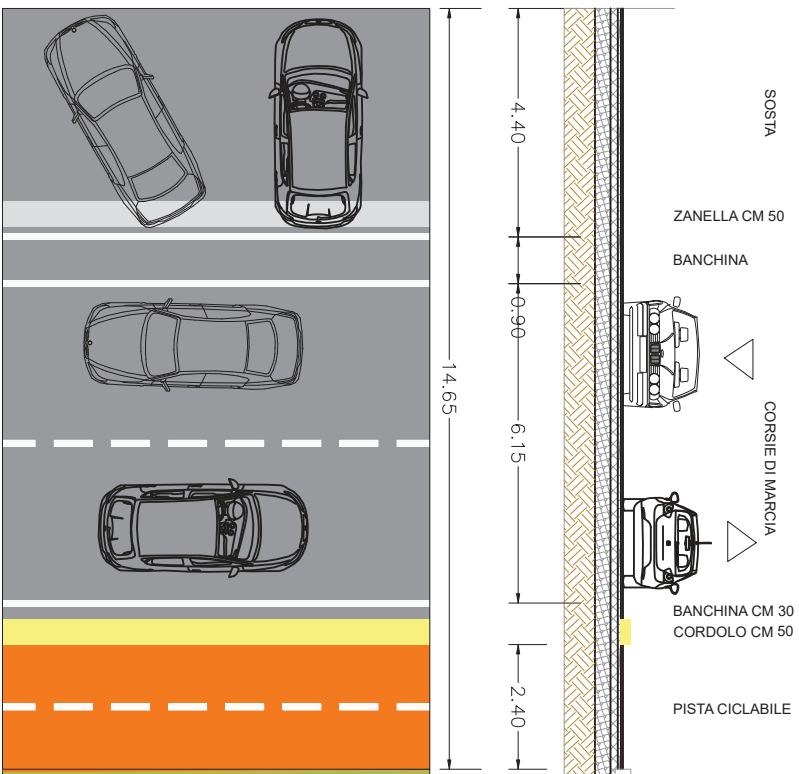 SOSTA
4.40
ZANELLA CM 50
BANCHINA
0.90
14.65
6.15
CORSIE DI MARCIA
BANCHINA CM 30
CORDOLO CM 50
2.40
PISTA CICLABILE